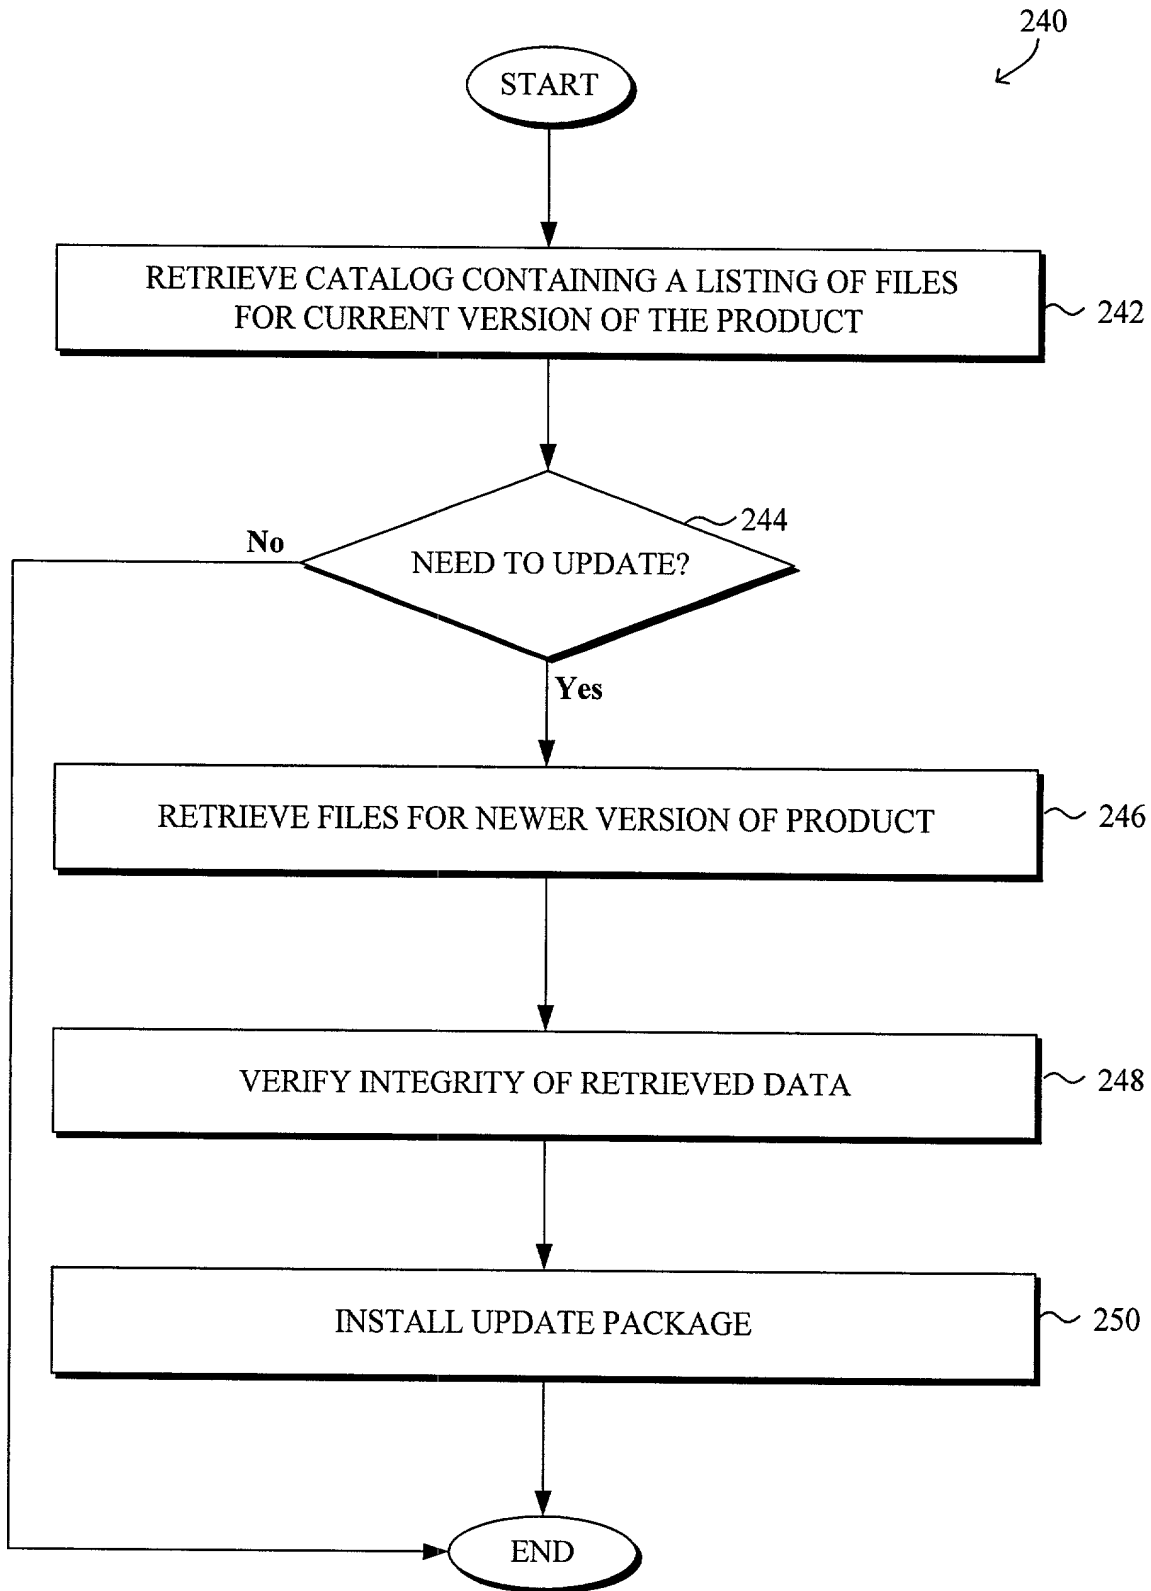 240
START
RETRIEVE CATALOG CONTAINING A LISTING OF FILES
FOR CURRENT VERSION OF THE PRODUCT
242
244
No
NEED TO UPDATE?
Yes
RETRIEVE FILES FOR NEWER VERSION OF PRODUCT
246
VERIFY INTEGRITY OF RETRIEVED DATA
248
INSTALL UPDATE PACKAGE
250
END